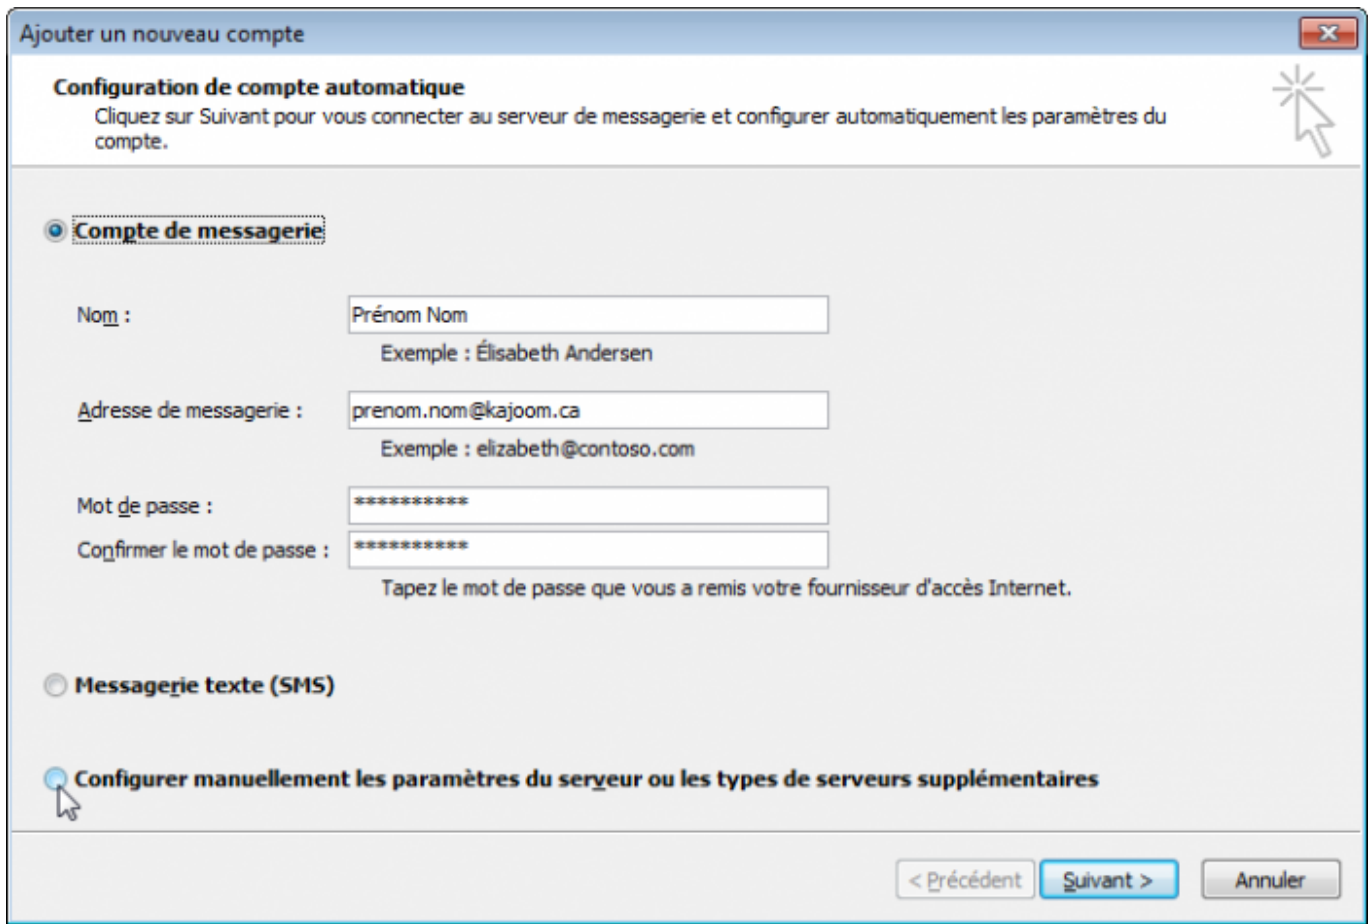 Ajouter un nouveau compte
Configuration de compte automatique
Cliquez sur Suivant pour vous connecter au serveur de messagerie et configurer automatiquement les paramètres du
compte.
Compte de messagerie
Nom :
Prénom Nom
Exemple : Élisabeth Andersen
Adresse de messagerie :
prenom.nom@kajoom.ca
Exemple : elizabeth@contoso.com
Mot de passe :
**********
Confirmer le mot de passe :
**********
Tapez le mot de passe que vous a remis votre fournisseur d'accès Internet.
Messagerie texte (SMS)
Configurer manuellement les paramètres du serveur ou les types de serveurs supplémentaires
< Précédent
Suivant >
Annuler